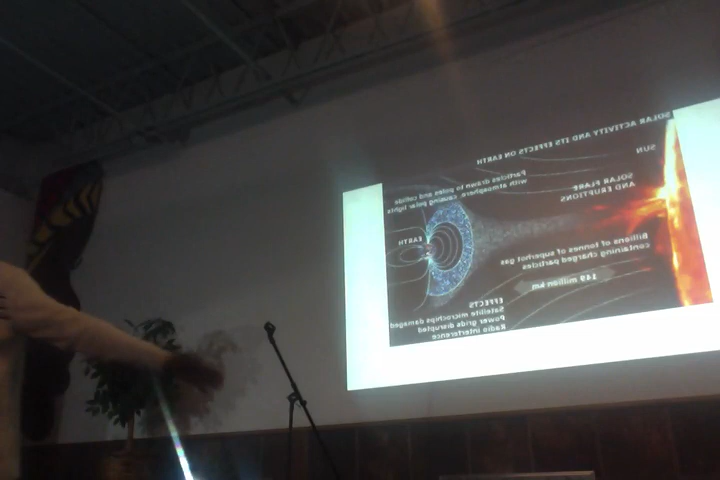 SOLAR ACTIVITY AND ITS EFFECTS ON EARTH
SUN
SOLAR FLARE
AND ERUPTIONS
Particles drawn to poles and collide
with atmosphere, causing polar lights
EARTH
Billions of tonnes of superhot gas
containing charged particles
149 million km
EFFECTS
Satellite microchips damaged
Power grids disrupted
Radio interference